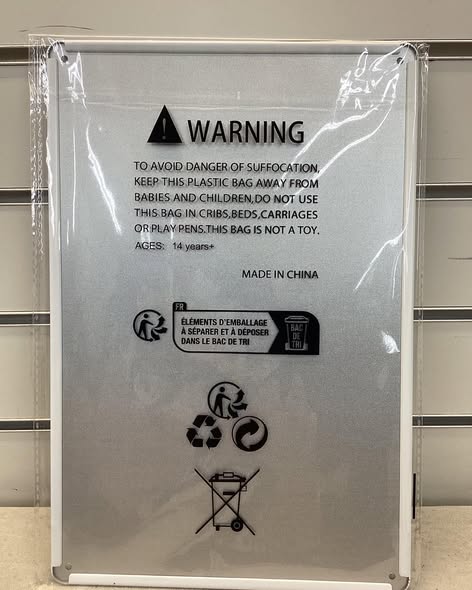 WARNING
TO AVOID DANGER OF SUFFOCATION,
KEEP THIS PLASTIC BAG AWAY FROM
BABIES AND CHILDREN,DO NOT USE
THIS BAG IN CRIBS,BEDS,CARRIAGES
OR PLAY PENS.THIS BAG IS NOT A TOY.
AGES: 14 years+
MADE IN CHINA
FR
ÉLÉMENTS D'EMBALLAGE
À SÉPARER ET À DÉPOSER
DANS LE BAC DE TRI
BAC
DE
TRI